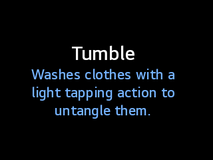 Tumble
Washes clothes with a
light tapping action to
untangle them.